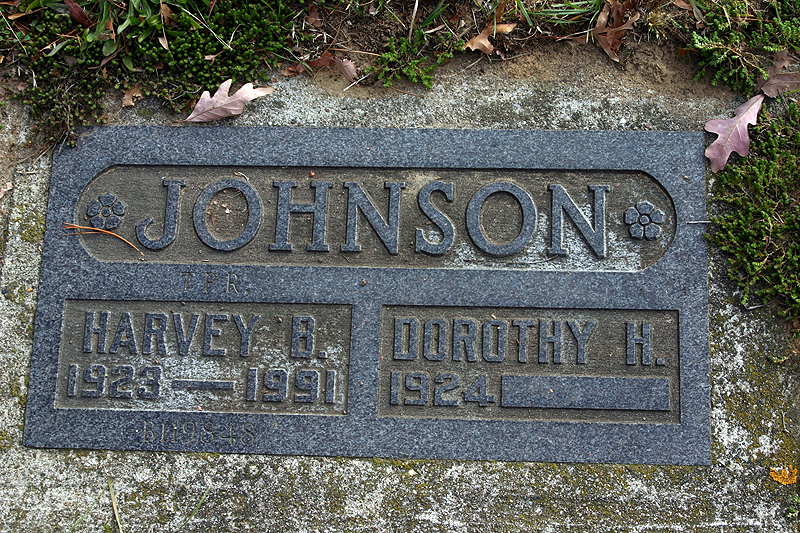 JOHNSON
HARVEY B.
1923 — 1991
DOROTHY H.
1924